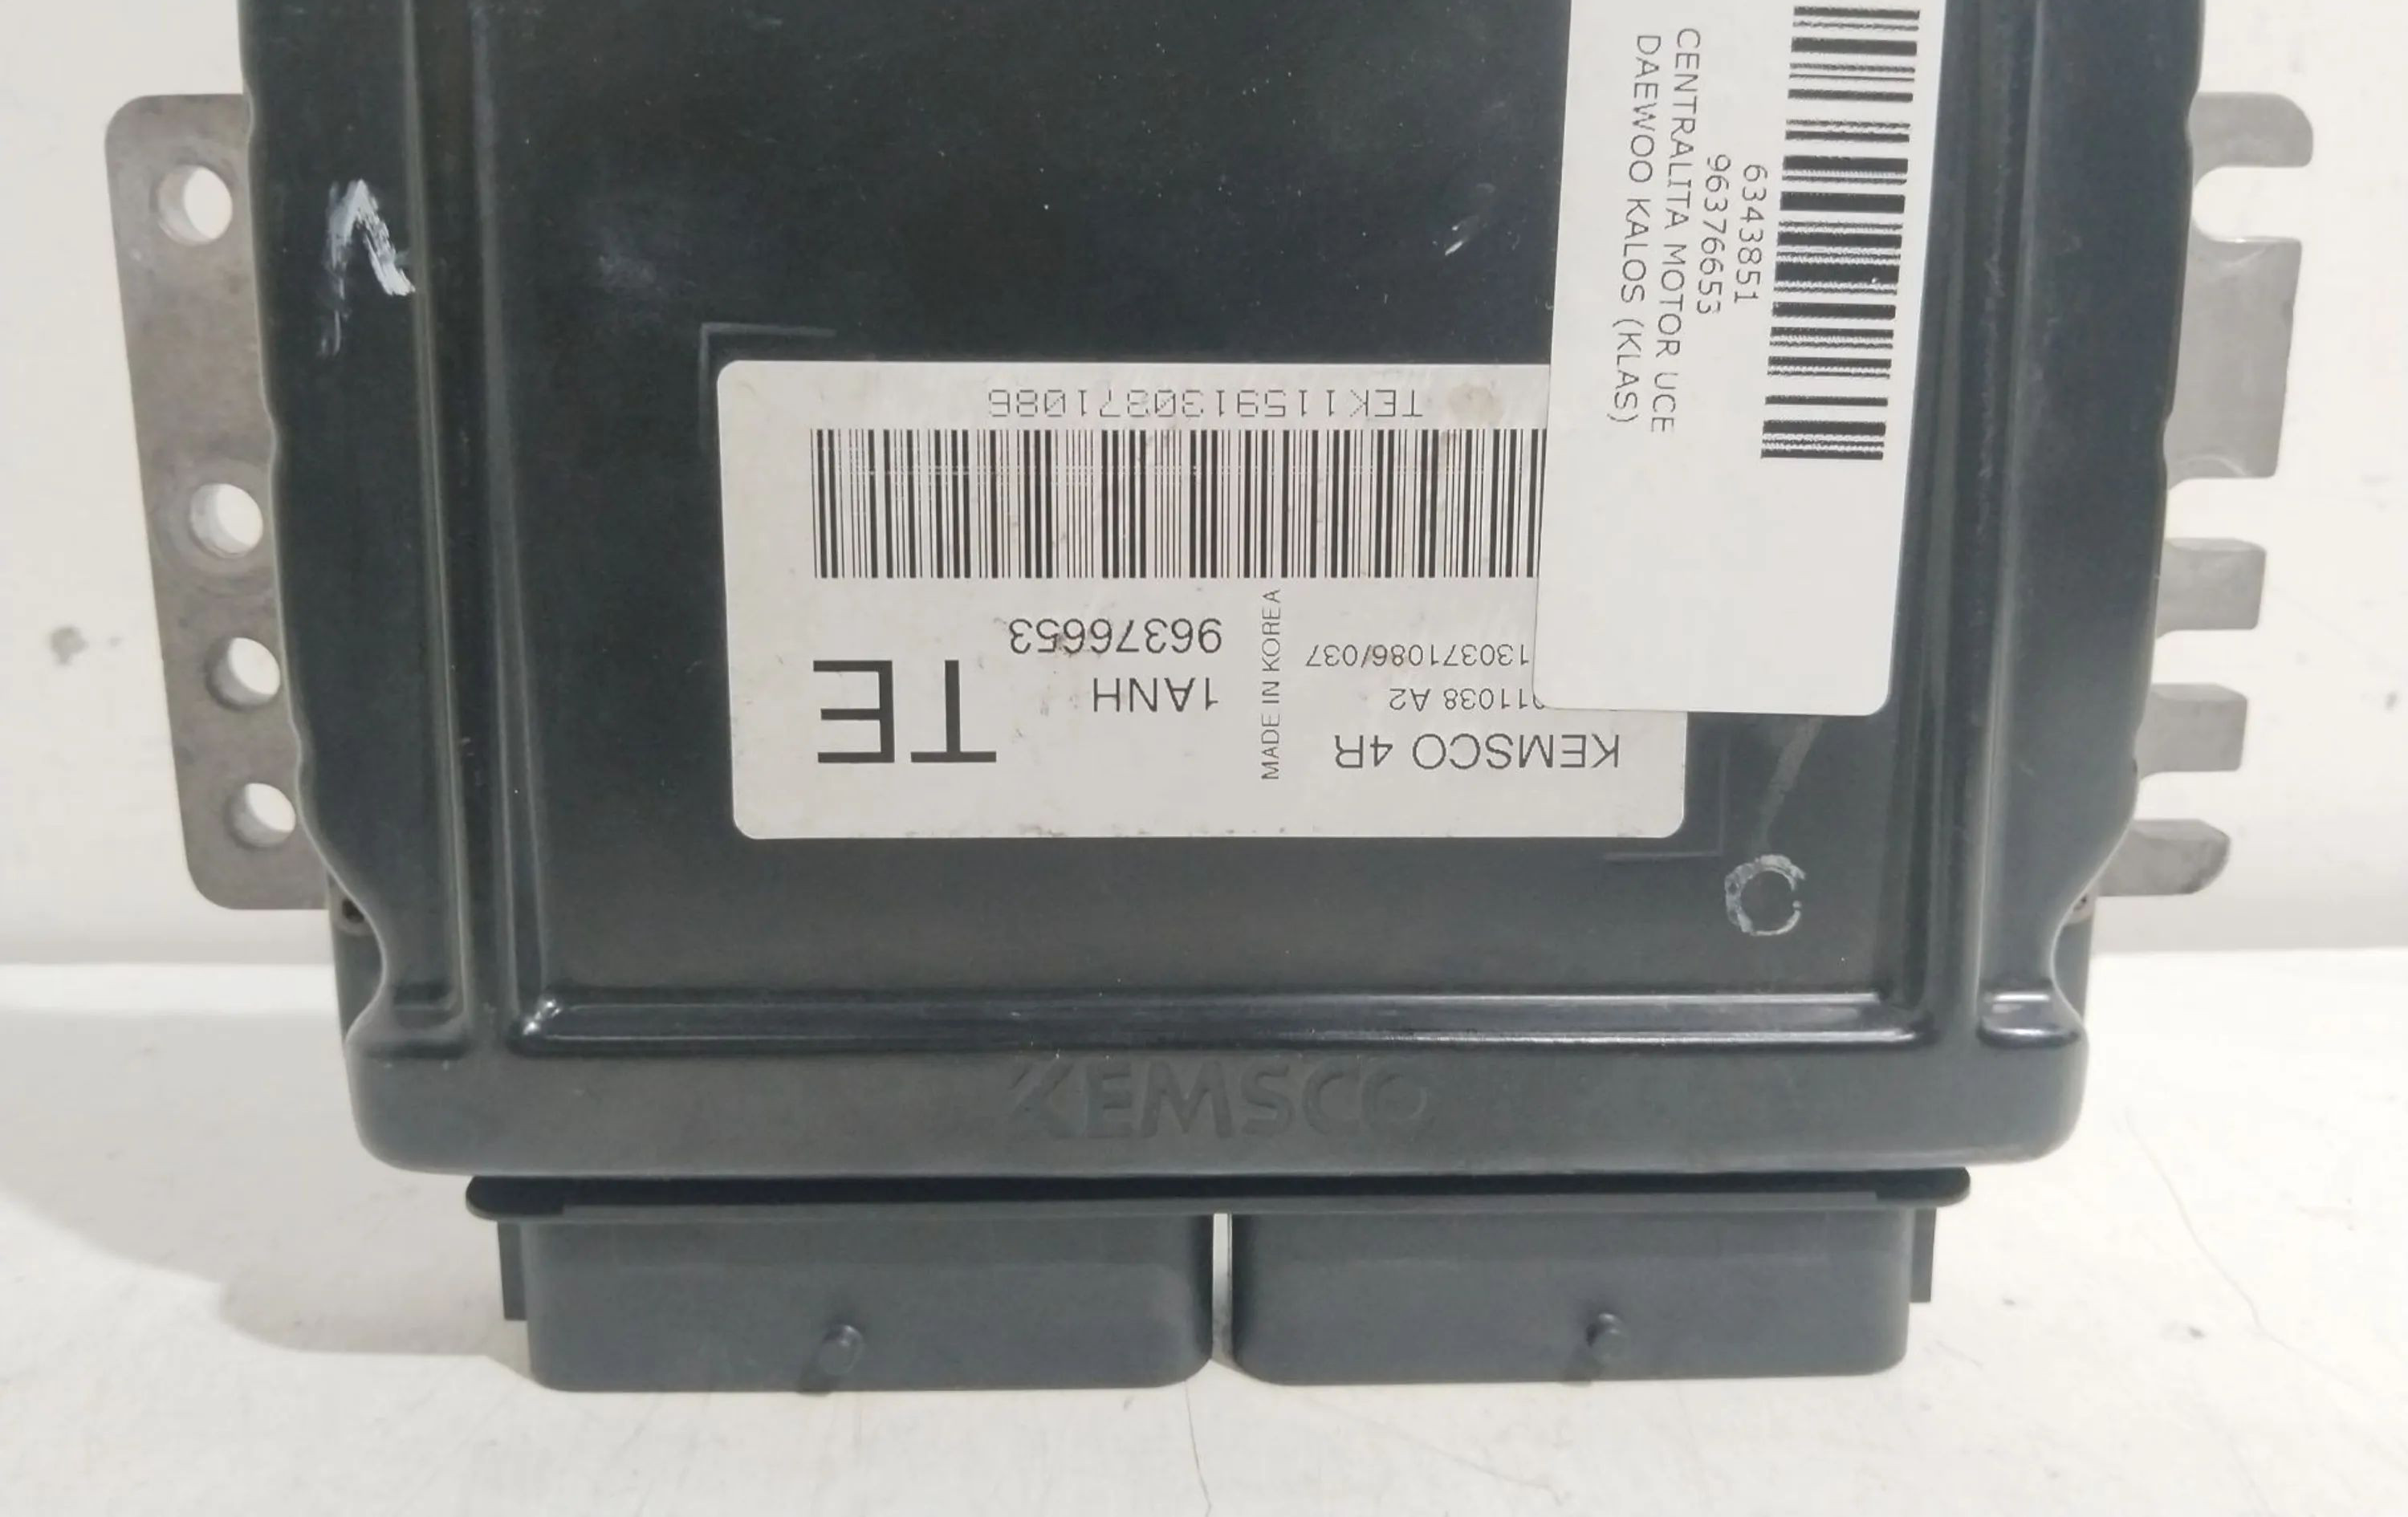 6343851
96376653
CENTRALITA MOTOR UCE
DAEWOO KALOS (KLAS)
KEMSCO 4R
011038 A2
130371086/037
MADE IN KOREA
1ANH
96376653
TE
TEK1159130371086
KEMSCO